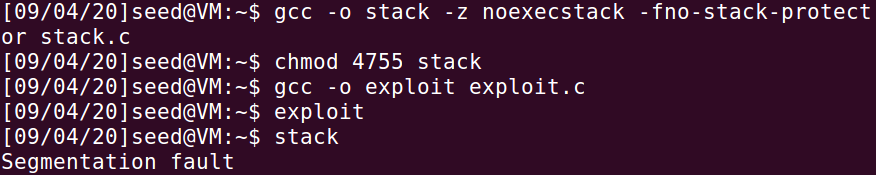 [09/04/20]seed@VM:~$ gcc -o stack -z noexecstack -fno-stack-protect
or stack.c
[09/04/20]seed@VM:~$ chmod 4755 stack
[09/04/20]seed@VM:~$ gcc -o exploit exploit.c
[09/04/20]seed@VM:~$ exploit
[09/04/20]seed@VM:~$ stack
Segmentation fault